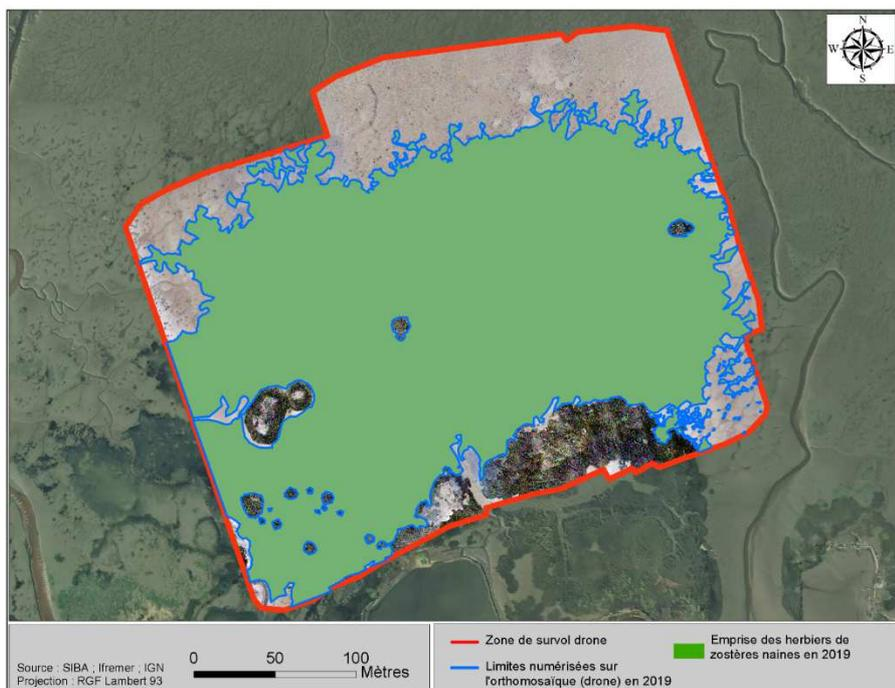 N
W E
S
Source : SIBA ; Ifremer ; IGN
Projection : RGF Lambert 93
0 50 100
Mètres
Zone de survol drone
Limites numérisées sur
l'orthomosaïque (drone) en 2019
Emprise des herbiers de
zostères naines en 2019